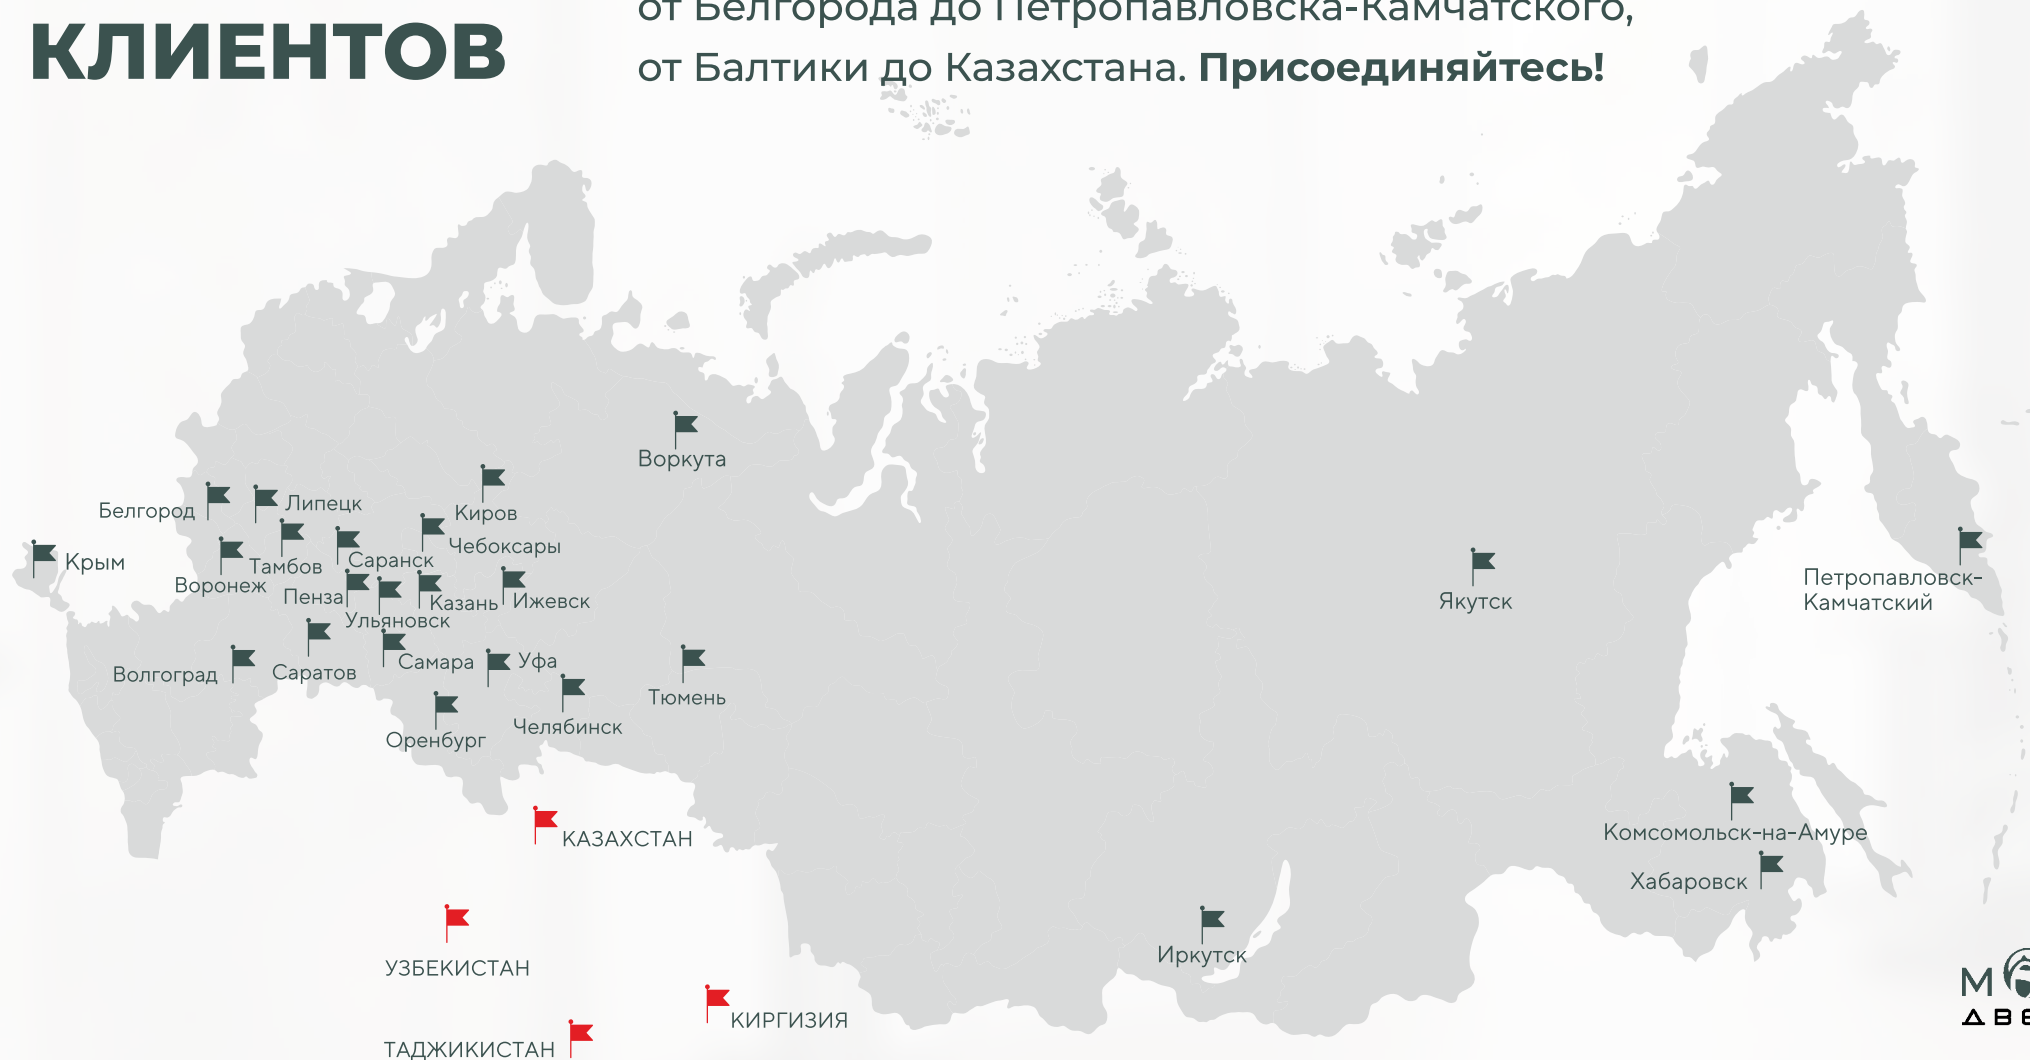 КЛИЕНТОВ
от Белгорода до Петропавловска-Камчатского,
от Балтики до Казахстана. Присоединяйтесь!
Воркута
Киров
Белгород
Липецк
Чебоксары
Крым
Тамбов
Саранск
Воронеж
Пенза
Казань
Ижевск
Ульяновск
Якутск
Петропавловск-
Камчатский
Волгоград
Саратов
Самара
Уфа
Тюмень
Оренбург
Челябинск
КАЗАХСТАН
Комсомольск-на-Амуре
Хабаровск
Иркутск
УЗБЕКИСТАН
КИРГИЗИЯ
ТАДЖИКИСТАН